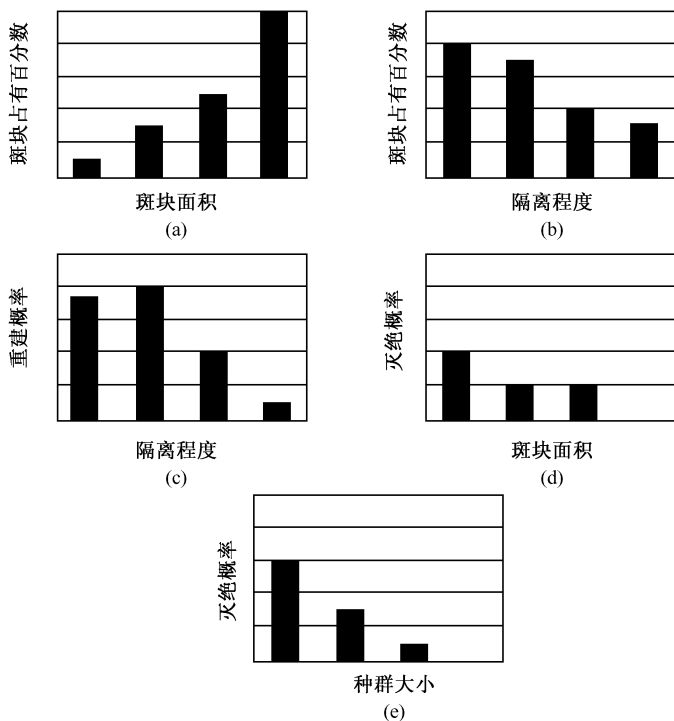 斑块占有百分数
斑块面积
(a)
斑块占有百分数
隔离程度
(b)
重建概率
隔离程度
(c)
灭绝概率
斑块面积
(d)
灭绝概率
种群大小
(e)